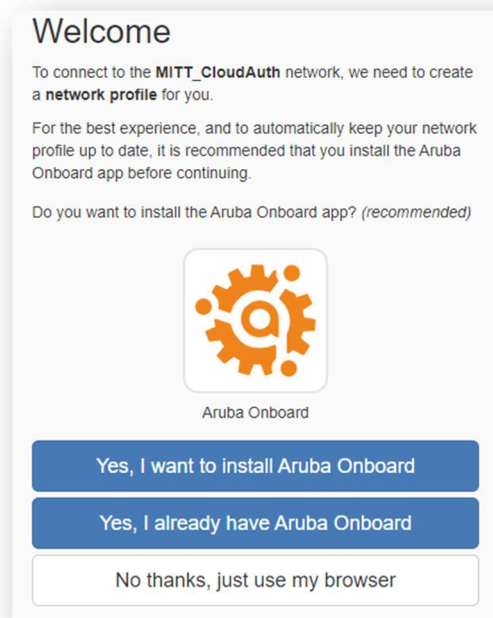 Welcome
To connect to the MITT_CloudAuth network, we need to create
a network profile for you.
For the best experience, and to automatically keep your network
profile up to date, it is recommended that you install the Aruba
Onboard app before continuing.
Do you want to install the Aruba Onboard app? (recommended)
Aruba Onboard
Yes, I want to install Aruba Onboard
Yes, I already have Aruba Onboard
No thanks, just use my browser